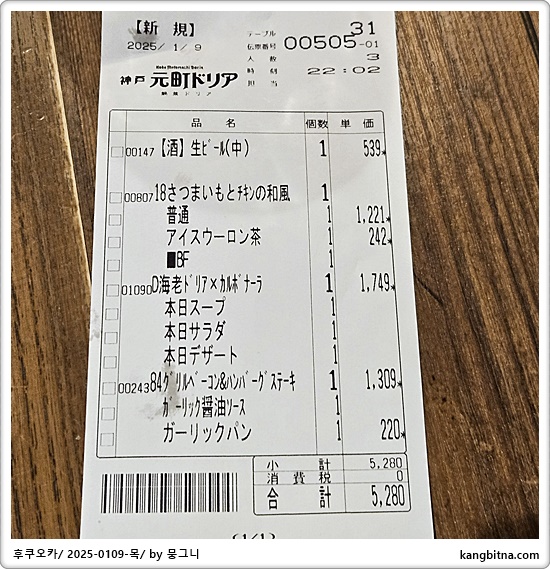 【新 規】
テーブル 31
2025/ 1/ 9
伝票番号 00505-01
人 数 3
時 刻 22:02
担 当
Kobe Motomachi Doria
神戸 元町ドリア
焼成ドリア
品 名 個数 単 価
00147【酒】生ﾋﾞｰﾙ(中) 1 539*
00807 18さつまいもとﾁｷﾝの和風 1
普通 1 1,221*
アイスウーロン茶 1 242*
■BF 1
01090 D海老ﾄﾞﾘｱ×ｶﾙﾎﾞﾅｰﾗ 1 1,749*
本日スープ 1
本日サラダ 1
本日デザート 1
00243 84ｸﾞﾘﾙﾍﾞｰｺﾝ&ﾊﾝﾊﾞｰｸﾞｽﾃｰｷ 1 1,309*
ｶﾞｰﾘｯｸ醤油ｿｰｽ 1
ガーリックパン 1 220*
小 計 5,280
消 費 税 0
合 計 5,280
후쿠오카/ 2025-0109-목/ by 뭉그니
kangbitna.com